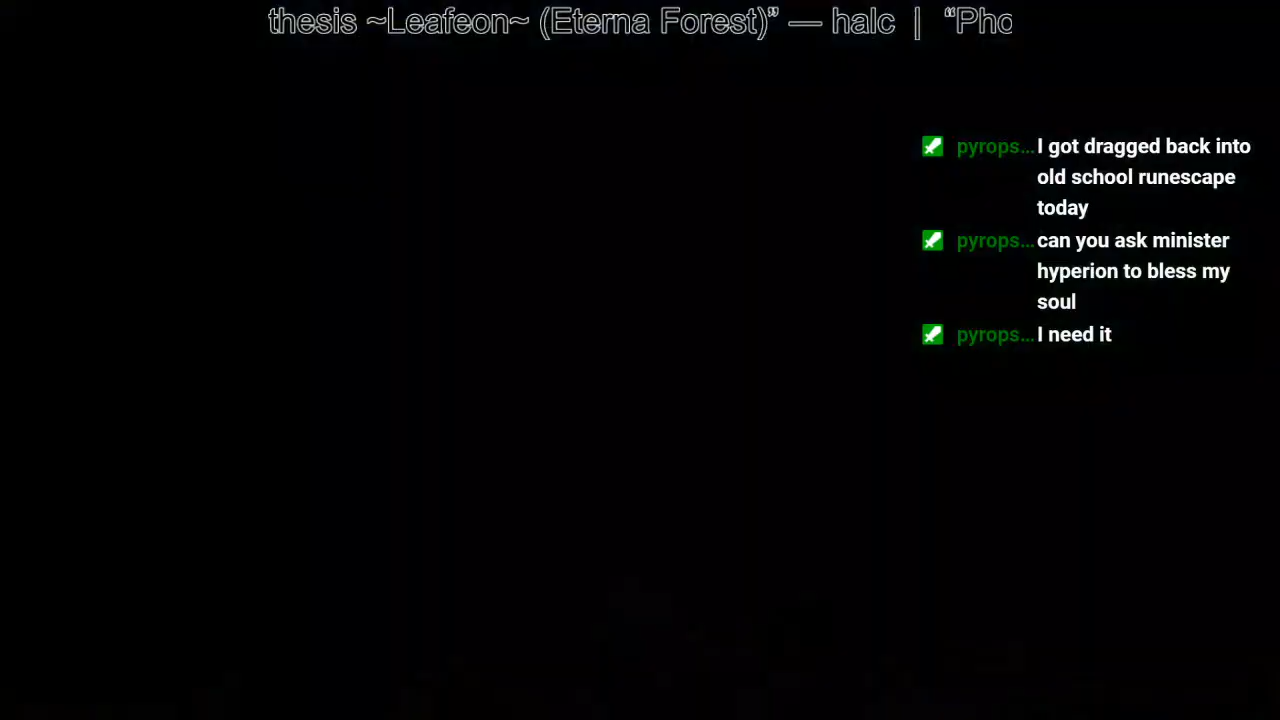 thesis ~Leafeon~ (Eterna Forest)” — halc | “Pho
pyrops… I got dragged back into
old school runescape
today
pyrops… can you ask minister
hyperion to bless my
soul
pyrops… I need it